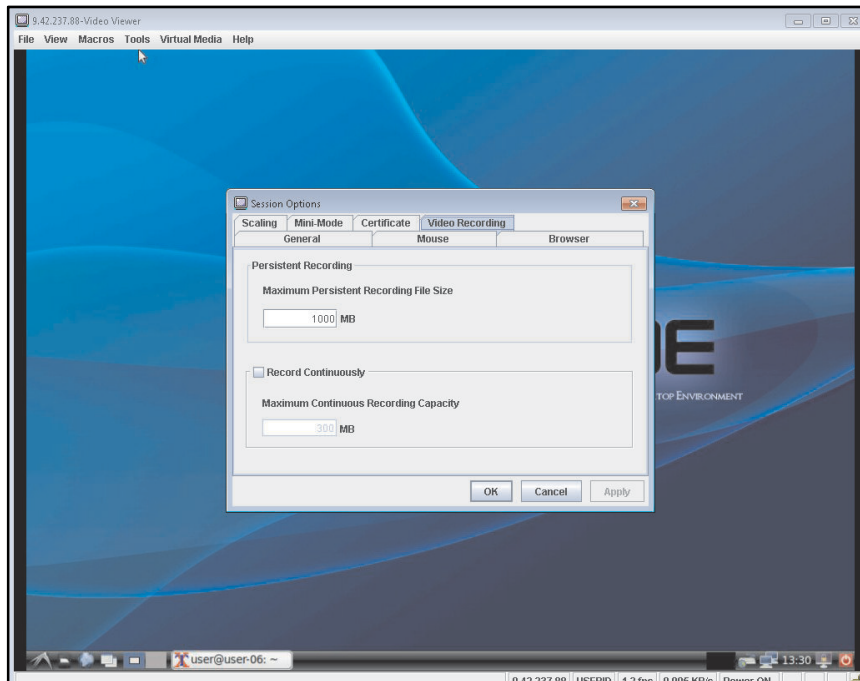 9.42.237.88-Video Viewer
File View Macros Tools Virtual Media Help
Session Options
Scaling Mini-Mode Certificate Video Recording
General Mouse Browser
Persistent Recording
Maximum Persistent Recording File Size
1000 MB
Record Continuously
Maximum Continuous Recording Capacity
300 MB
OK Cancel Apply
DE
TOP ENVIRONMENT
user@user-06: ~
13:30
9.42.237.88 USERID 1.2 fps KB/s Power ON